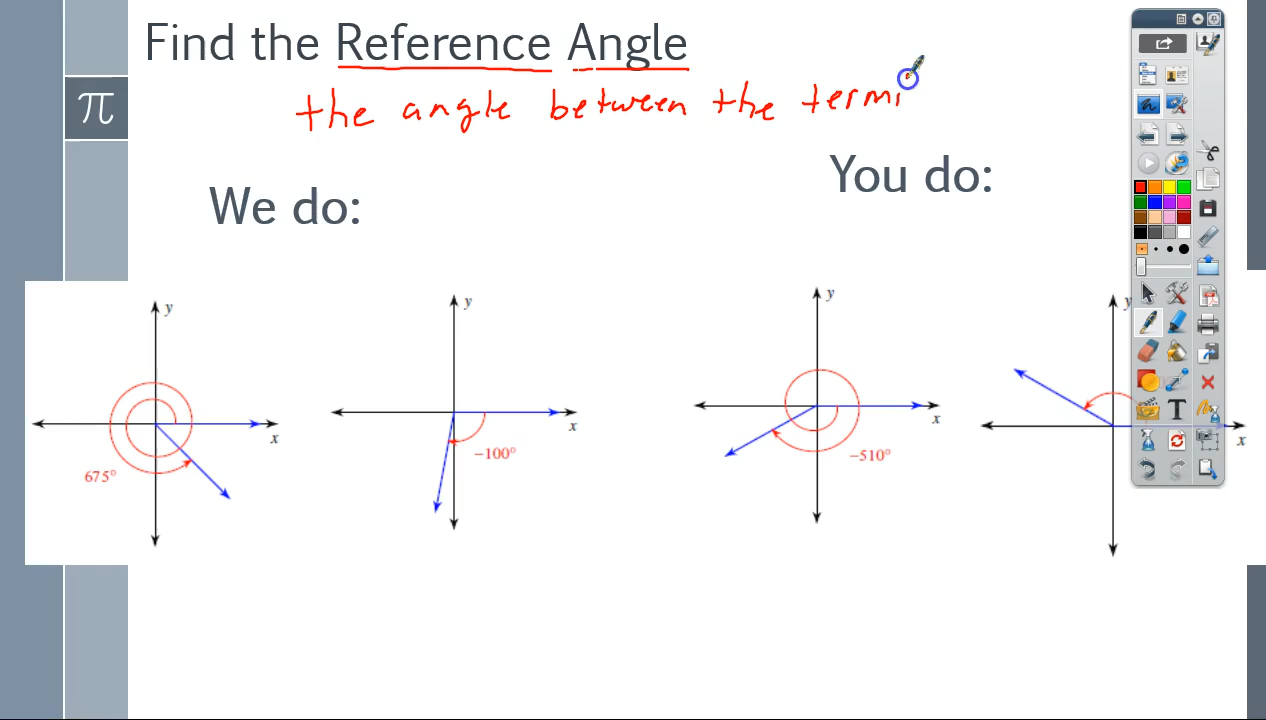 Find the Reference Angle
π
the angle between the termi
We do:
You do:
y
x
675°
y
x
−100°
y
x
−510°
y
x
T